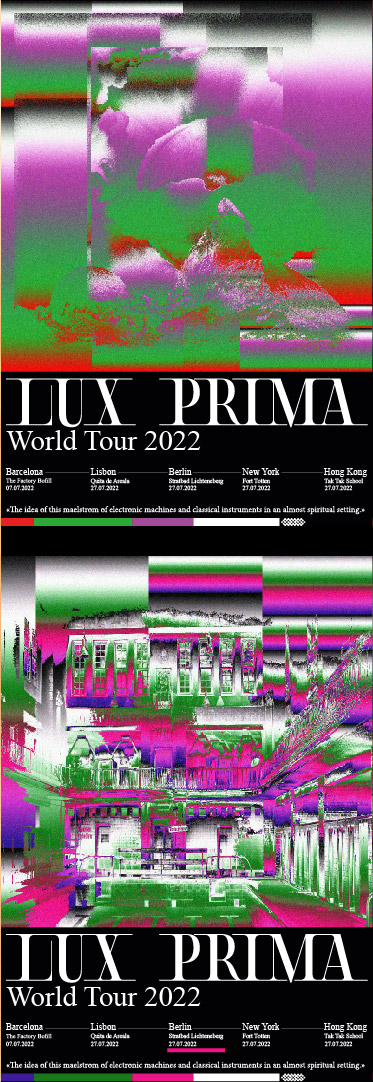 LUX PRIMA
World Tour 2022
Barcelona Lisbon Berlin New York Hong Kong
The Factory Bofill Quita de Areala Stratbad Lichtenberg Fort Totten Tak Tak School
07.07.2022 27.07.2022 27.07.2022 27.07.2022 27.07.2022
«The idea of this maelstrom of electronic machines and classical instruments in an almost spiritual setting.»
LUX PRIMA
World Tour 2022
Barcelona Lisbon Berlin New York Hong Kong
The Factory Bofill Quita de Areala Stratbad Lichtenberg Fort Totten Tak Tak School
07.07.2022 27.07.2022 27.07.2022 27.07.2022 27.07.2022
«The idea of this maelstrom of electronic machines and classical instruments in an almost spiritual setting.»